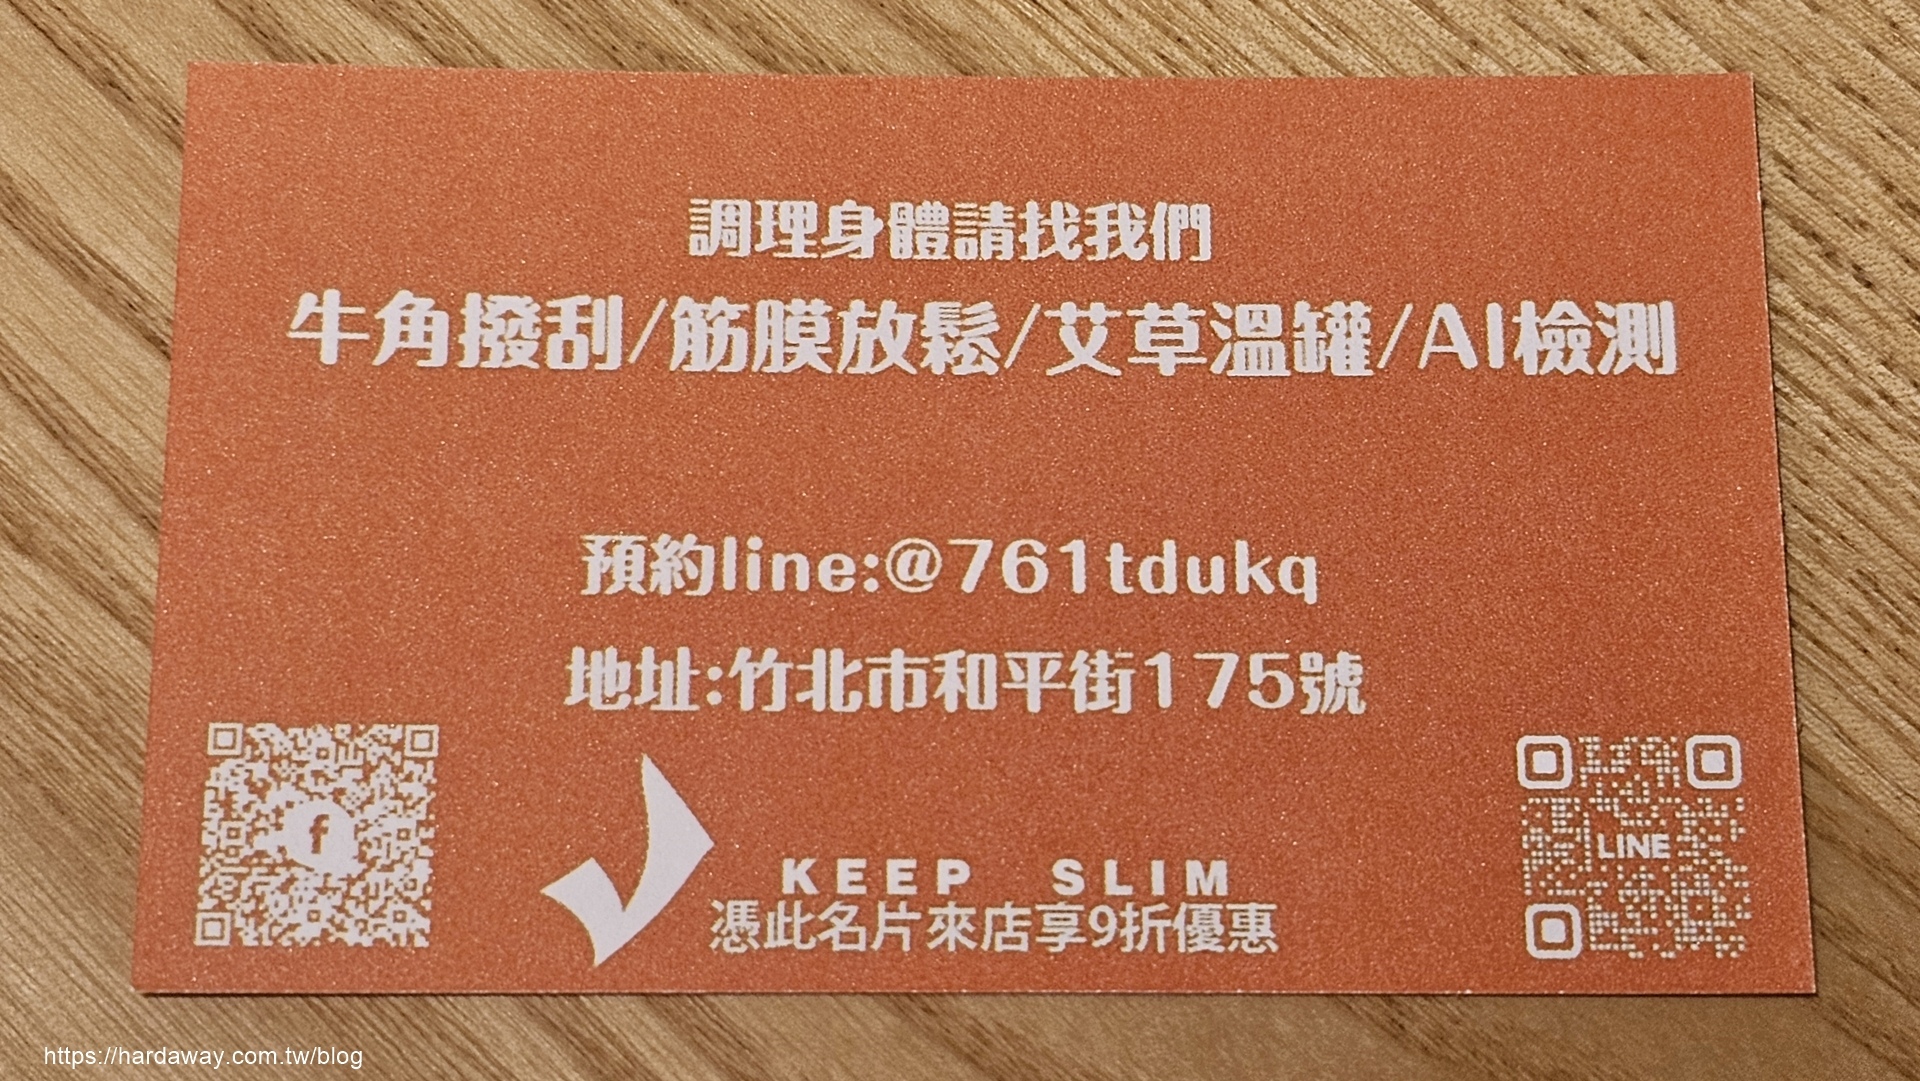 調理身體請找我們
牛角撥刮/筋膜放鬆/艾草溫罐/AI檢測
預約line:@761tdukq
地址:竹北市和平街175號
f
LINE
KEEP SLIM
憑此名片來店享9折優惠
https://hardaway.com.tw/blog